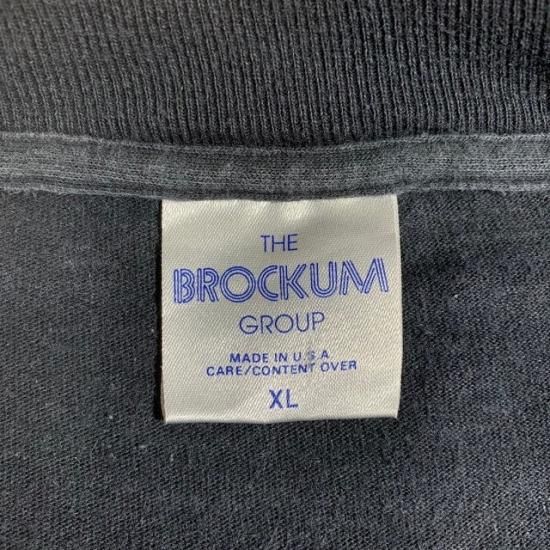 THE
BROCKUM
GROUP
MADE IN U.S.A
CARE/CONTENT OVER
XL